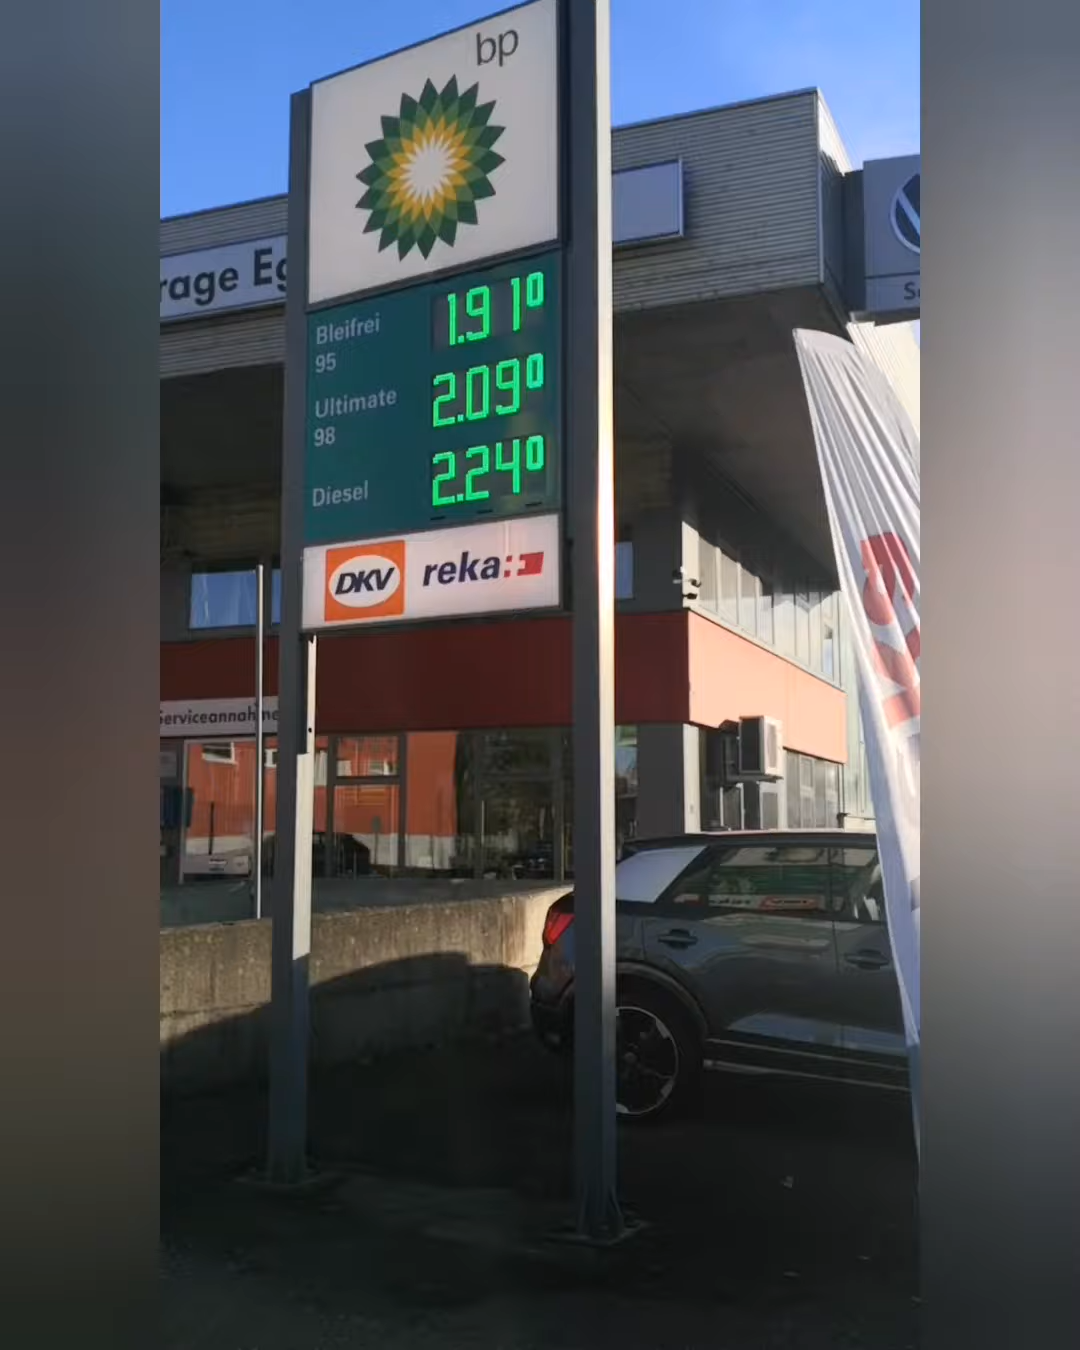 bp
rage Eg
Bleifrei
95
1.91⁰
Ultimate
98
2.09⁰
Diesel
2.24⁰
DKV reka
Serviceannahme